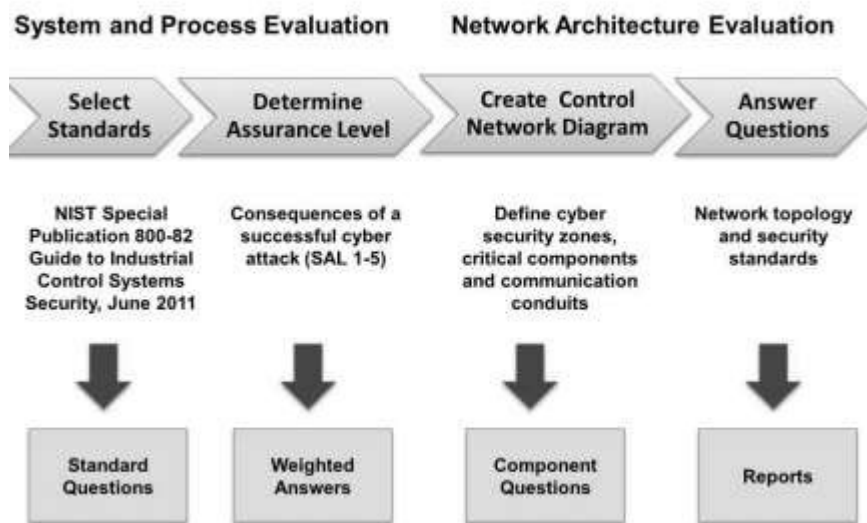 System and Process Evaluation
Network Architecture Evaluation
Select
Standards
Determine
Assurance Level
Create Control
Network Diagram
Answer
Questions
NIST Special
Publication 800-82
Guide to Industrial
Control Systems
Security, June 2011
Consequences of a
successful cyber
attack (SAL 1-5)
Define cyber
security zones,
critical components
and communication
conduits
Network topology
and security
standards
Standard
Questions
Weighted
Answers
Component
Questions
Reports